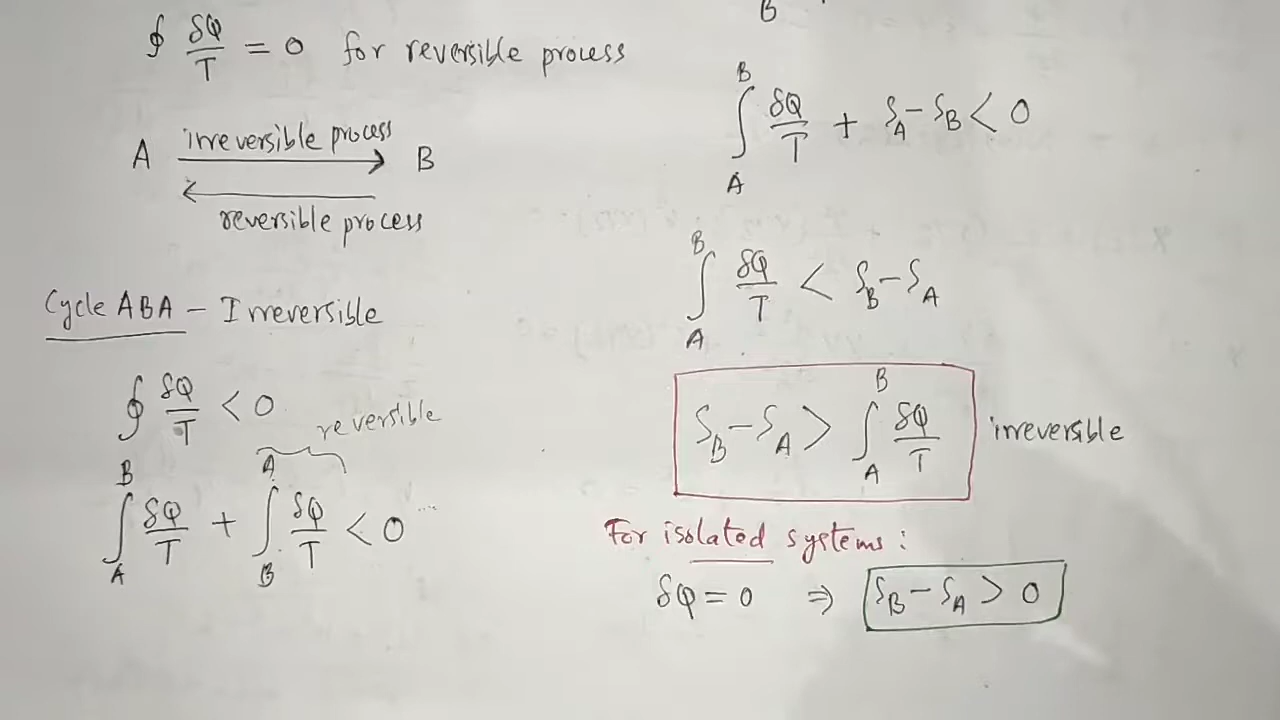 ∮ δQ/T = 0 for reversible process
A irreversible process → B
← reversible process
Cycle ABA - Irreversible
∮ δQ/T < 0
reversible
∫_A^B δQ/T + ∫_B^A δQ/T < 0 ...
B
∫_A^B δQ/T + S_A - S_B < 0
∫_A^B δQ/T < S_B - S_A
S_B - S_A > ∫_A^B δQ/T irreversible
For isolated systems:
δQ = 0 ⇒ S_B - S_A > 0